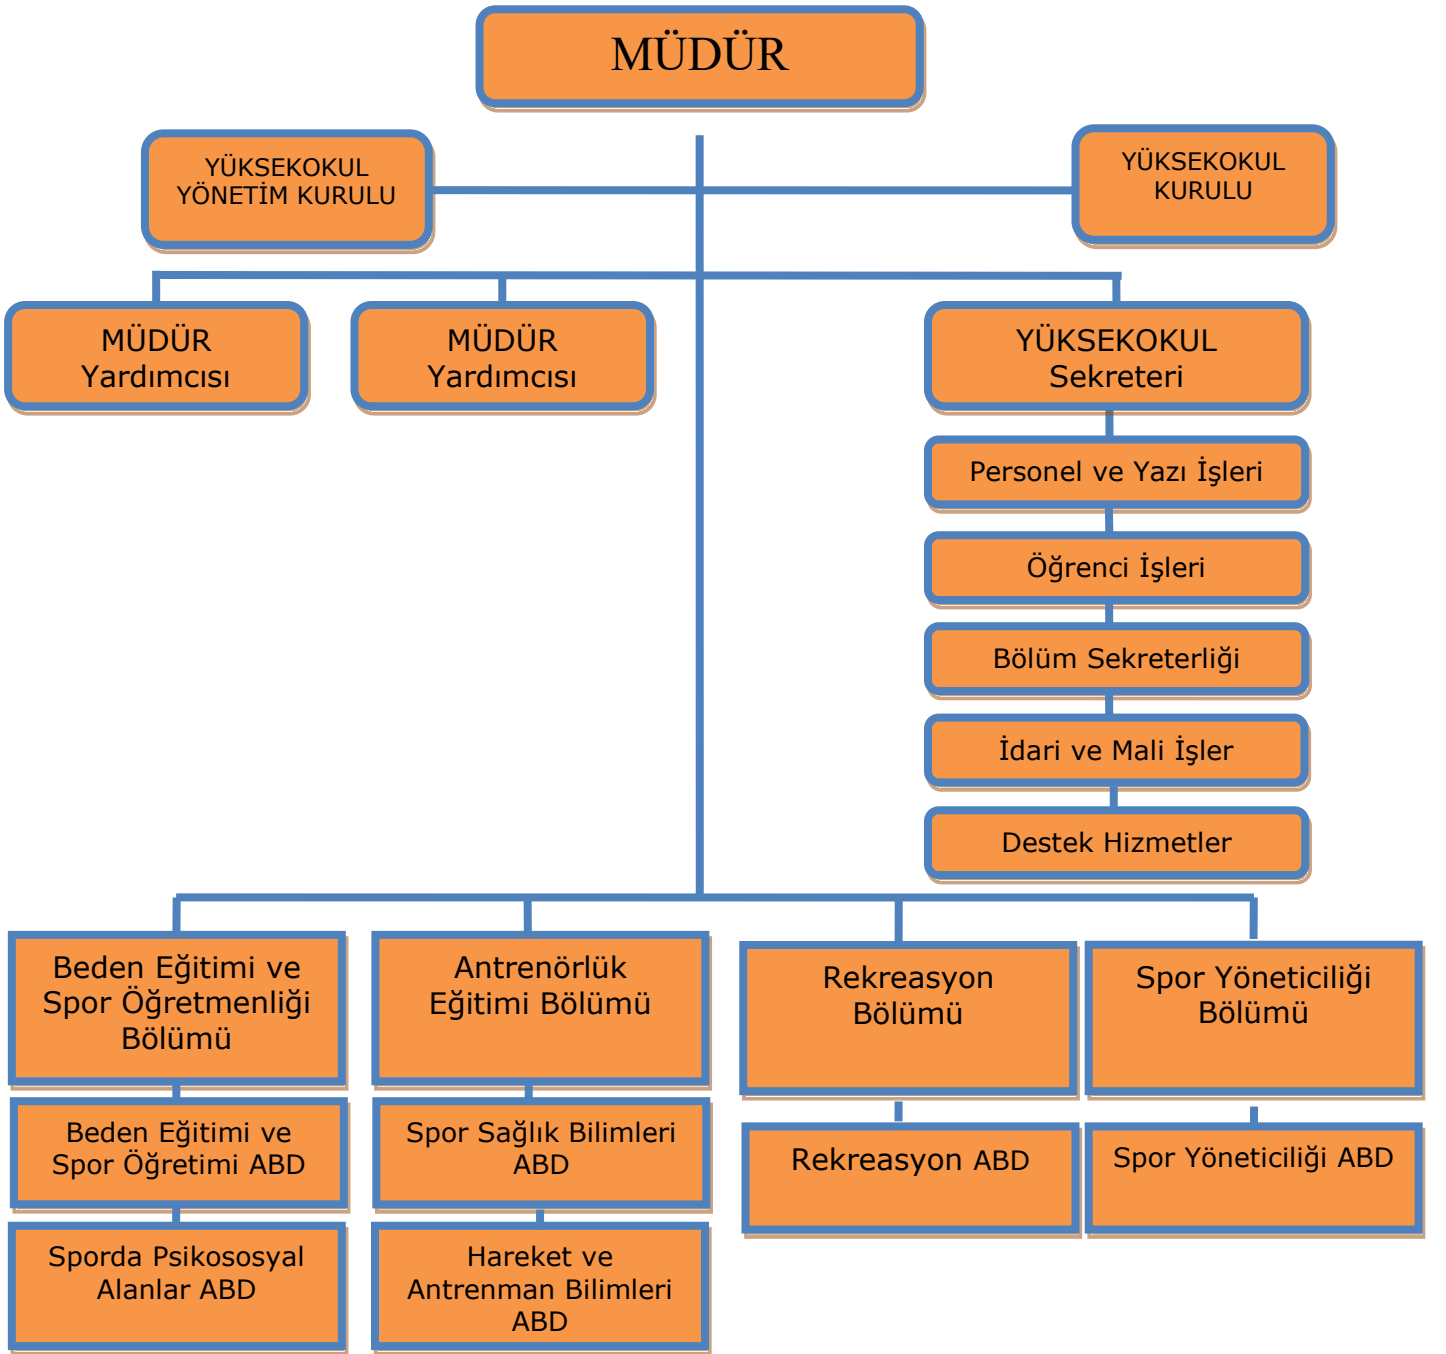 MÜDÜR
YÜKSEKOKUL
YÖNETİM KURULU
YÜKSEKOKUL
KURULU
MÜDÜR
Yardımcısı
MÜDÜR
Yardımcısı
YÜKSEKOKUL
Sekreteri
Personel ve Yazı İşleri
Öğrenci İşleri
Bölüm Sekreterliği
İdari ve Mali İşler
Destek Hizmetler
Beden Eğitimi ve
Spor Öğretmenliği
Bölümü
Antrenörlük
Eğitimi Bölümü
Rekreasyon
Bölümü
Spor Yöneticiliği
Bölümü
Beden Eğitimi ve
Spor Öğretimi ABD
Spor Sağlık Bilimleri
ABD
Rekreasyon ABD
Spor Yöneticiliği ABD
Sporda Psikososyal
Alanlar ABD
Hareket ve
Antrenman Bilimleri
ABD